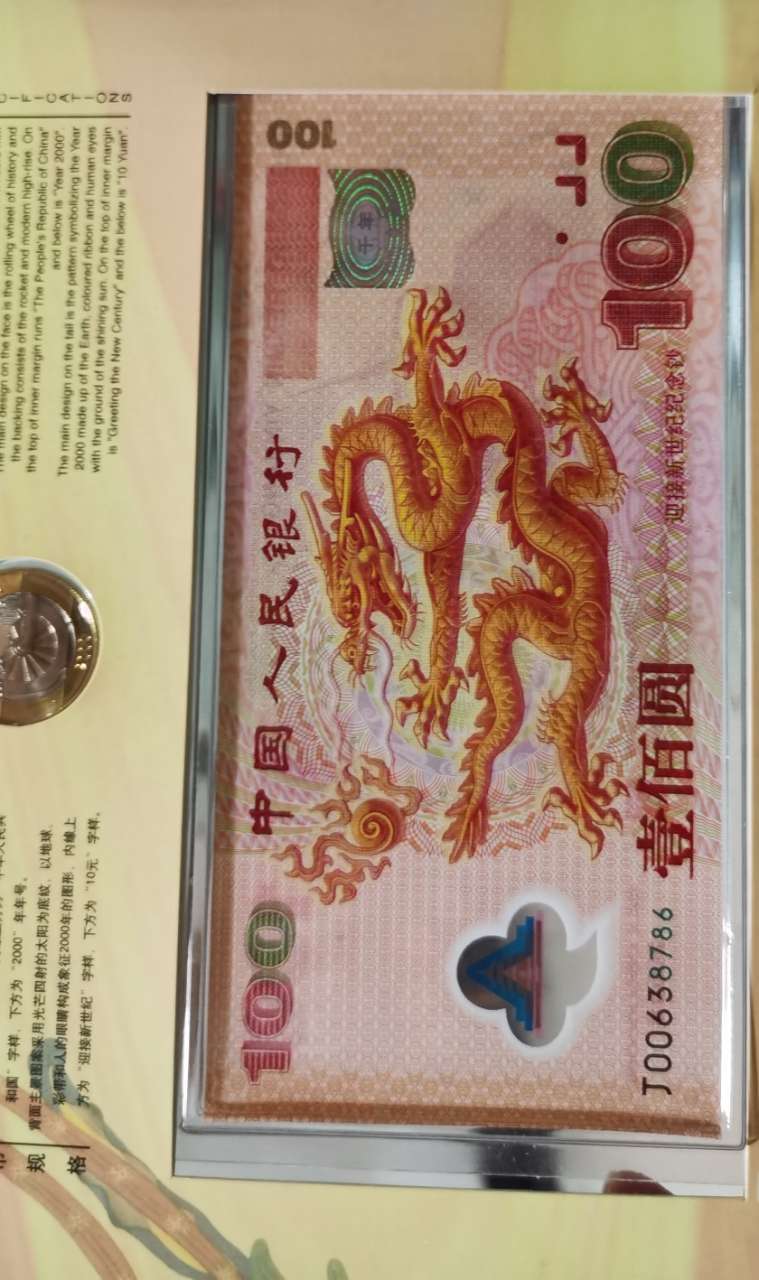 规
格
和国”字样，下方为“2000”年年号。
背面主景图案采用光芒四射的太阳为底纹，以地球、
彩带和人的眼睛构成象征2000年的图形，内缘上
方为“迎接新世纪”字样，下方为“10元”字样。
main design on the face is the rolling wheel of history and
the backing consists of the rocket and modern high-rise. On
the top of inner margin runs "The People's Republic of China"
and below is "Year 2000".
The main design on the tail is the pattern symbolizing the Year
2000 made up of the Earth, coloured ribbon and human eyes
with the ground of the shining sun. On the top of inner margin
is "Greeting the New Century" and the below is "10 Yuan".
CIFICATIONS
100
中国人民银行
100
千年
J00638786
壹佰圆
迎接新世纪纪念钞
100